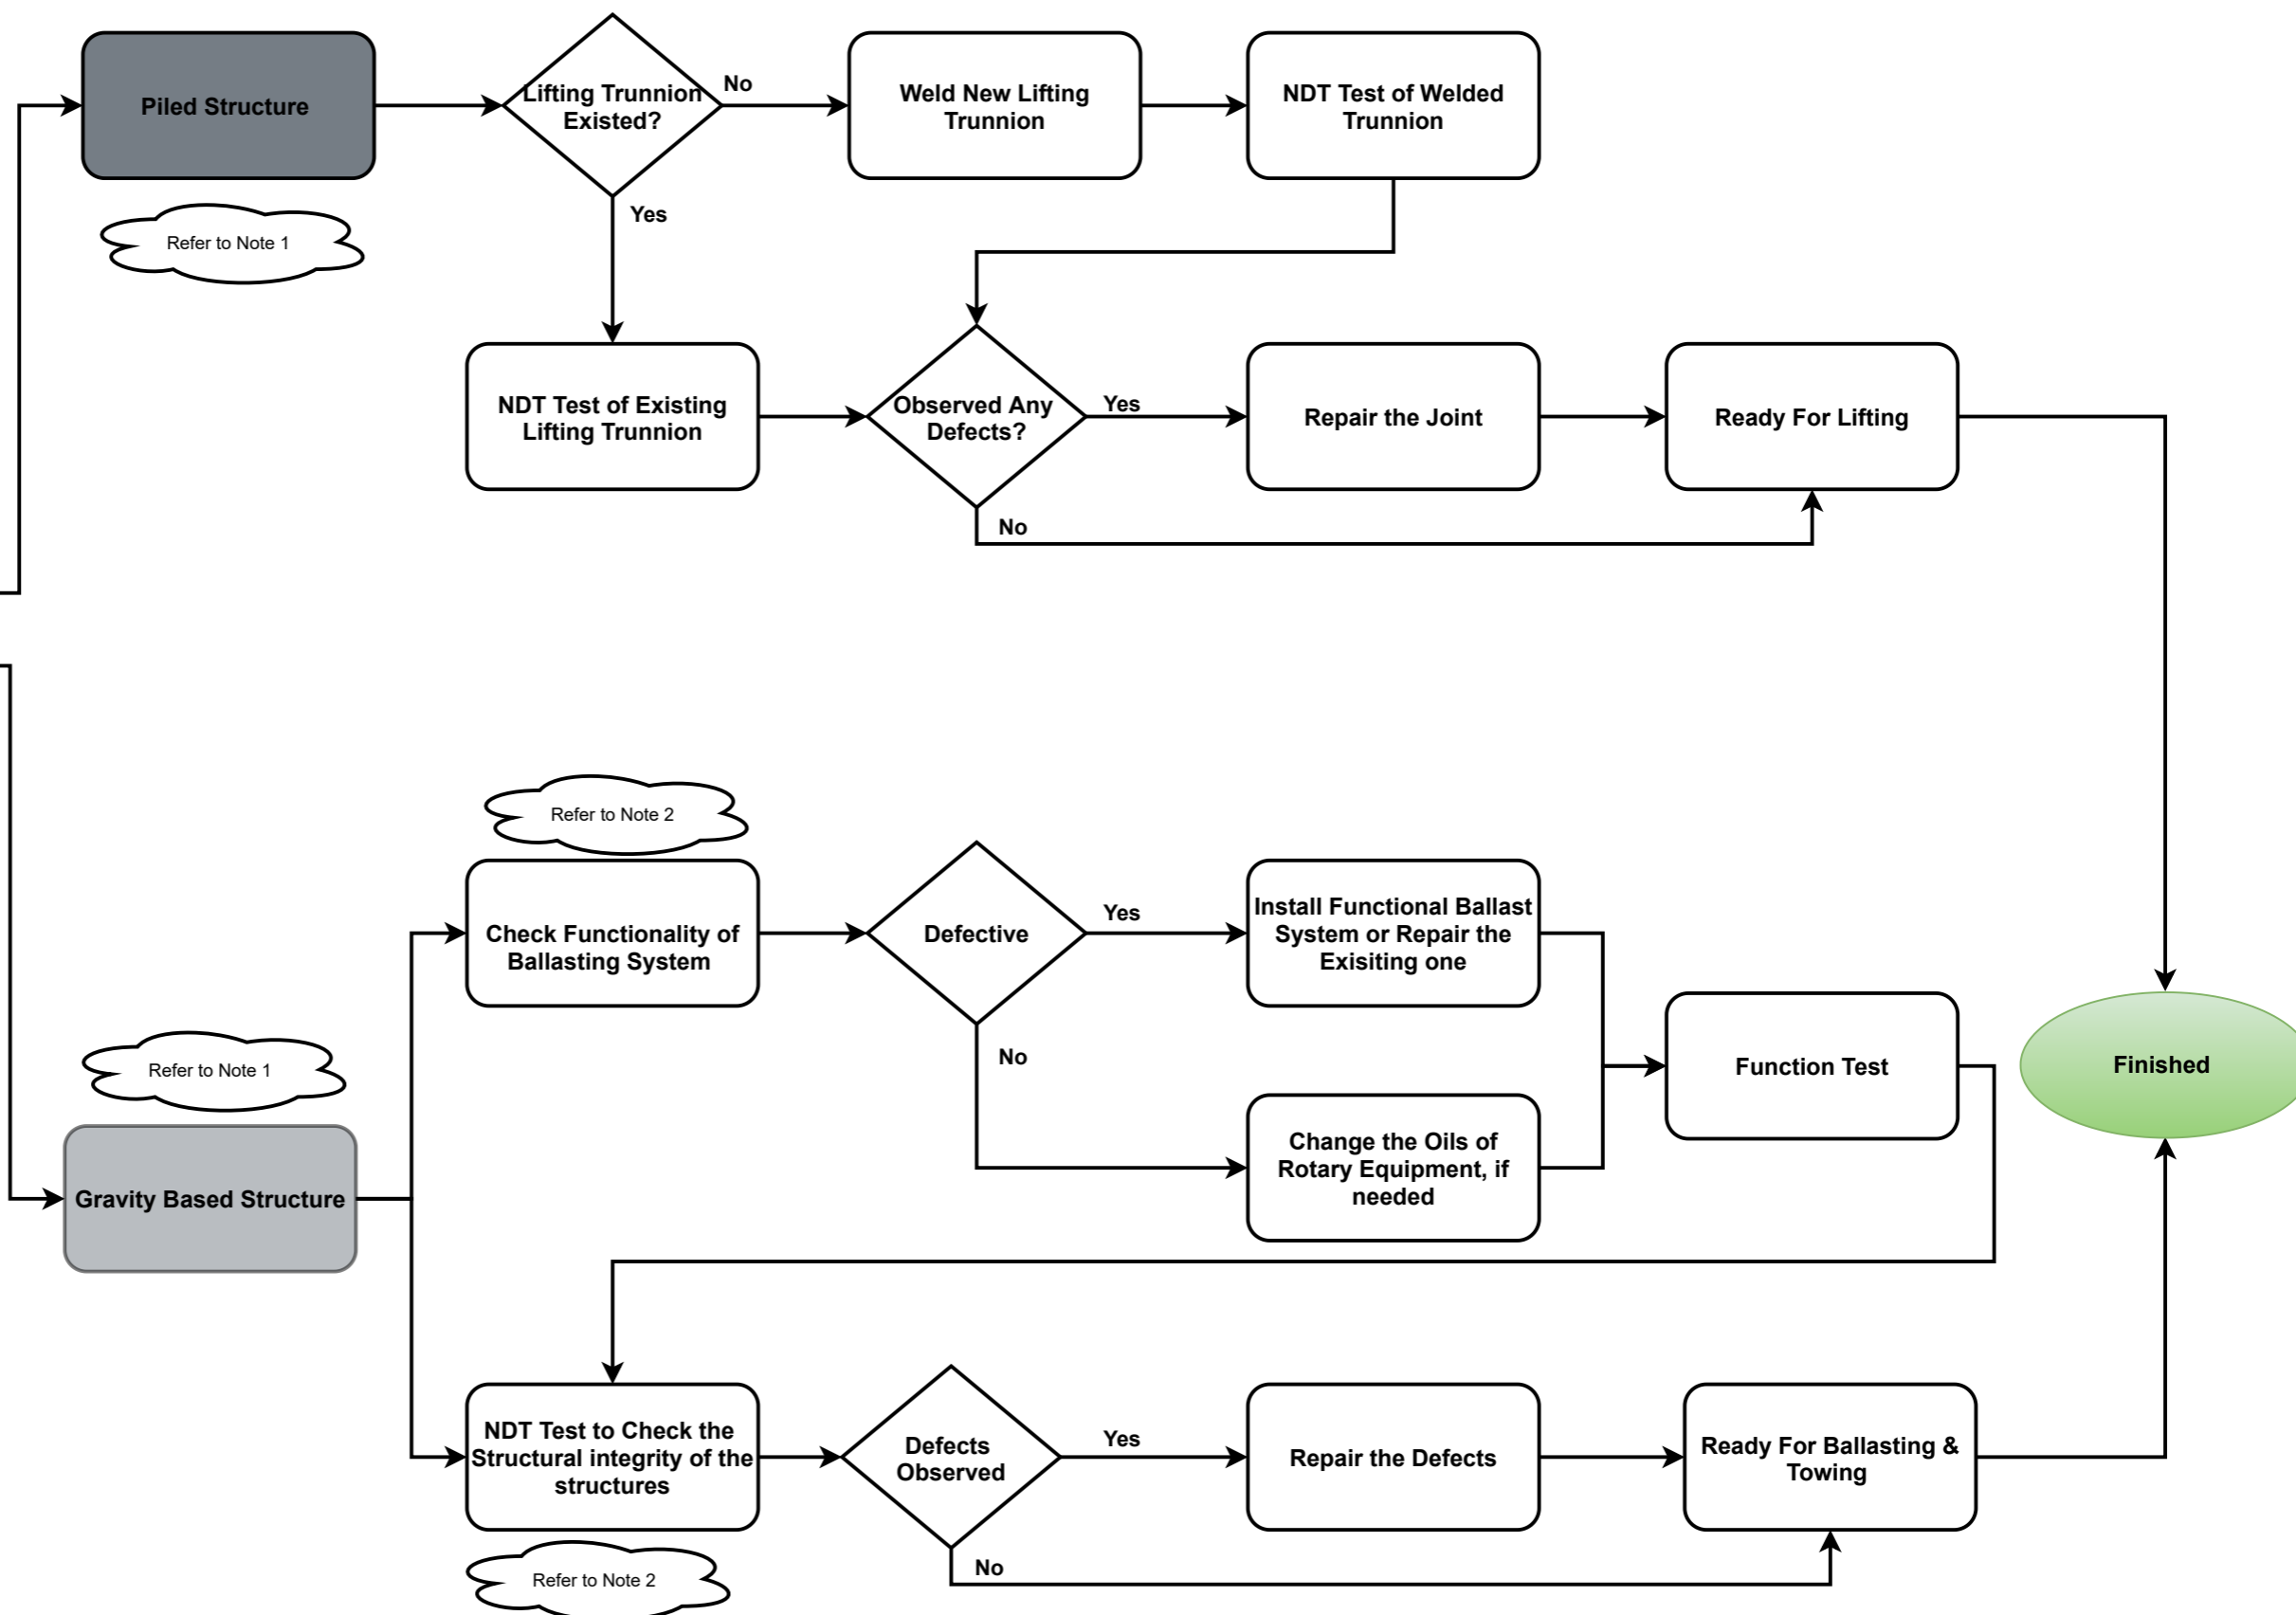 Piled Structure
Lifting Trunnion
Existed?
No
Weld New Lifting
Trunnion
NDT Test of Welded
Trunnion
Refer to Note 1
Yes
NDT Test of Existing
Lifting Trunnion
Observed Any
Defects?
Yes
Repair the Joint
Ready For Lifting
No
Refer to Note 2
Check Functionality of
Ballasting System
Defective
Yes
Install Functional Ballast
System or Repair the
Exisiting one
No
Function Test
Finished
Refer to Note 1
Gravity Based Structure
Change the Oils of
Rotary Equipment, if
needed
NDT Test to Check the
Structural integrity of the
structures
Defects
Observed
Yes
Repair the Defects
Ready For Ballasting &
Towing
No
Refer to Note 2